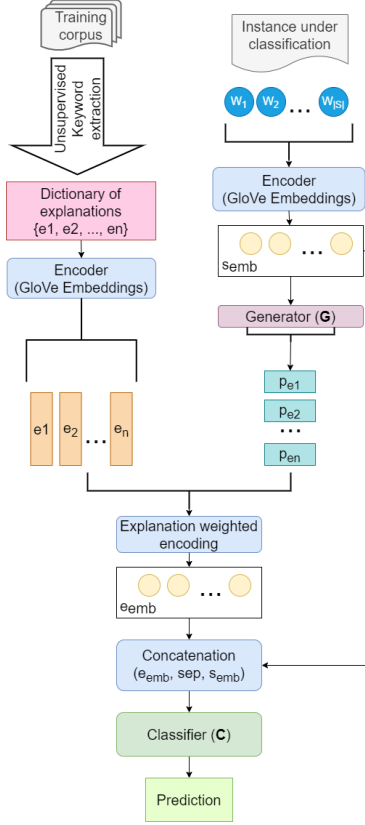 Training
corpus
Unsupervised
Keyword
extraction
Dictionary of
explanations
{e1, e2, ..., en}
Encoder
(GloVe Embeddings)
e1
e2
...
en
Instance under
classification
w1
w2
...
w|S|
Encoder
(GloVe Embeddings)
...
semb
Generator (G)
pe1
pe2
...
pen
Explanation weighted
encoding
...
eemb
Concatenation
(eemb, sep, semb)
Classifier (C)
Prediction